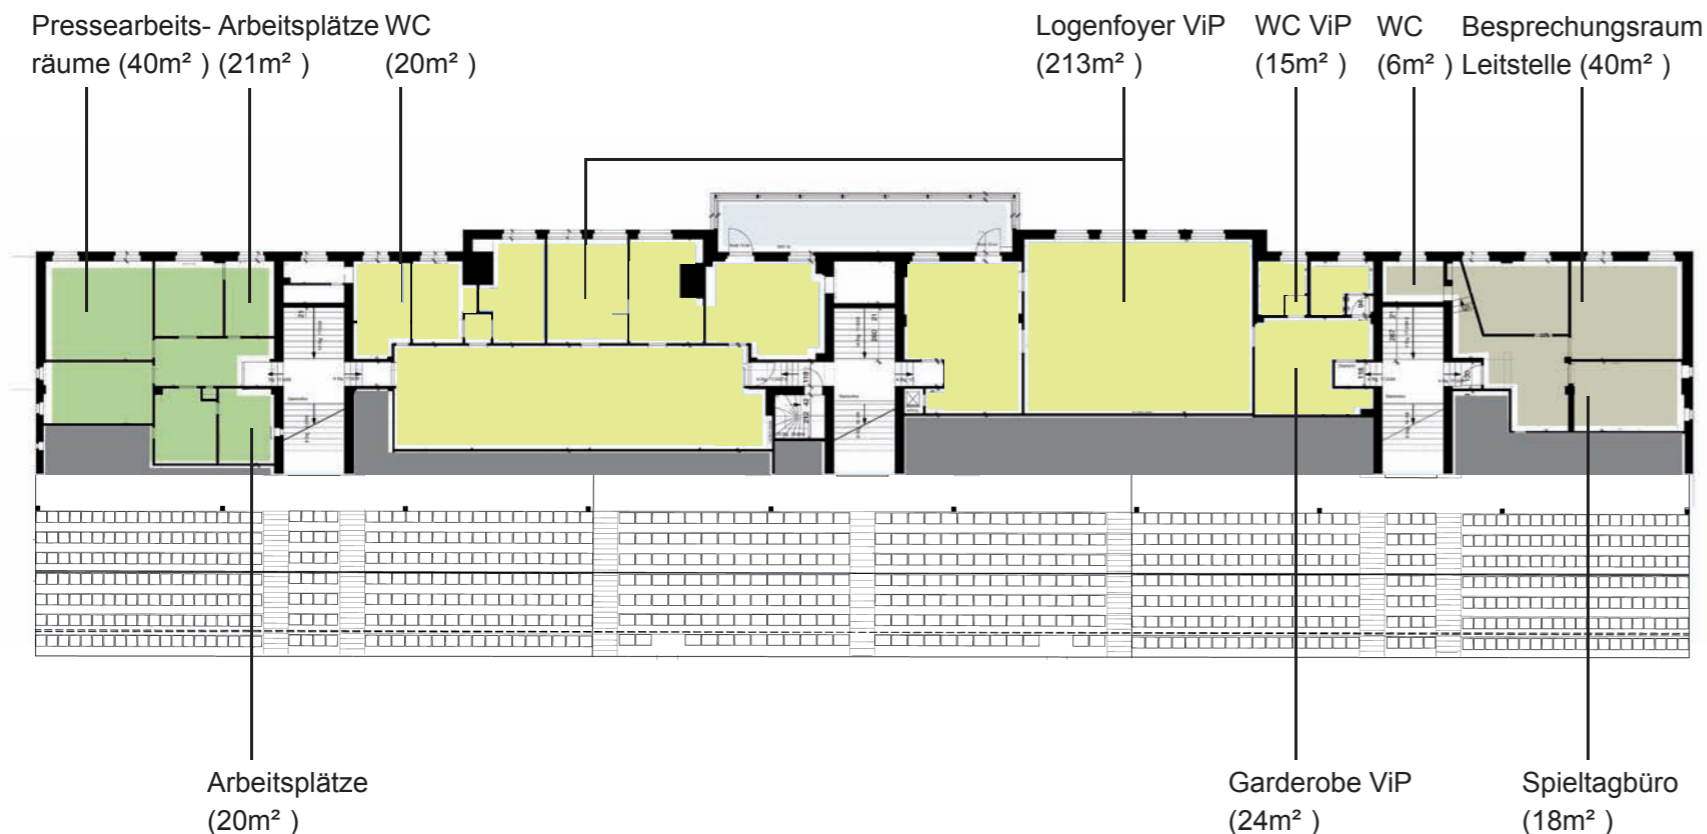 Pressearbeits-
räume (40m² )
Arbeitsplätze
(21m² )
WC
(20m² )
Logenfoyer ViP
(213m² )
WC ViP
(15m² )
WC
(6m² )
Besprechungsraum
Leitstelle (40m² )
Arbeitsplätze
(20m² )
Garderobe ViP
(24m² )
Spieltagbüro
(18m² )